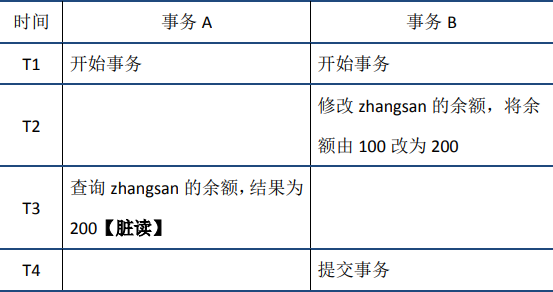 时间 事务 A 事务 B
T1 开始事务 开始事务
T2 修改 zhangsan 的余额，将余
额由 100 改为 200
T3 查询 zhangsan 的余额，结果为
200【脏读】
T4 提交事务